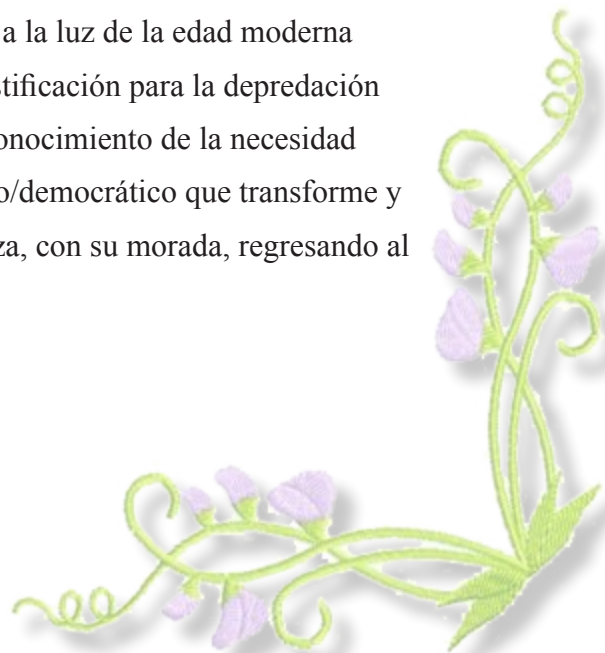 a la luz de la edad moderna
stificación para la depredación
onocimiento de la necesidad
o/democrático que transforme y
za, con su morada, regresando al